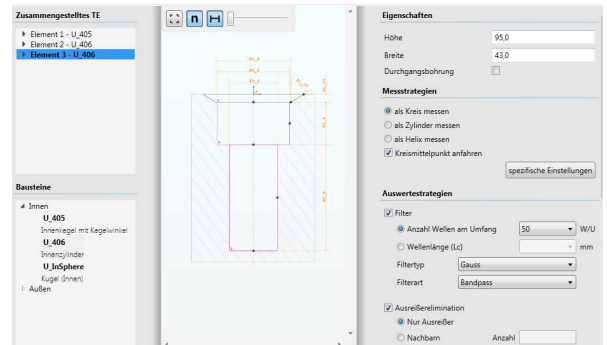 Zusammengestelltes TE
Element 1 - U_405
Element 2 - U_406
Element 3 - U_406
Bausteine
Innen
U_405
Innenkegel mit Kegelwinkel
U_406
Innenzylinder
U_InSphere
Kugel (Innen)
Außen
n
Eigenschaften
Höhe 95,0
Breite 43,0
Durchgangsbohrung
Messstrategien
als Kreis messen
als Zylinder messen
als Helix messen
Kreismittelpunkt anfahren
spezifische Einstellungen
Auswertestrategien
Filter
Anzahl Wellen am Umfang 50 W/U
Wellenlänge (Lc) mm
Filtertyp Gauss
Filterart Bandpass
Ausreißerelimination
Nur Ausreißer
Nachbarn Anzahl